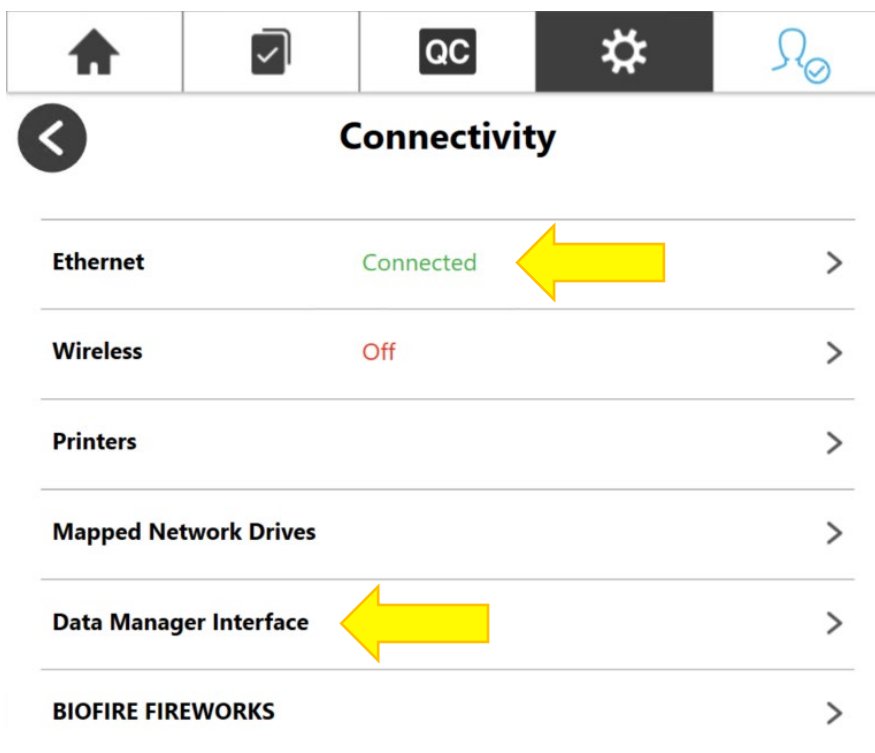 QC
Connectivity
Ethernet Connected
Wireless Off
Printers
Mapped Network Drives
Data Manager Interface
BIOFIRE FIREWORKS